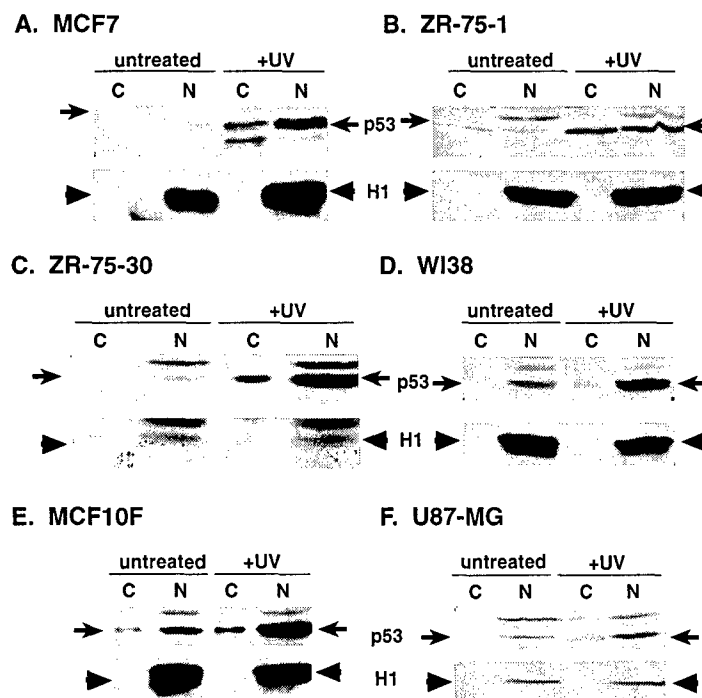 A. MCF7
untreated +UV
C N C N
p53
H1
B. ZR-75-1
untreated +UV
C N C N
C. ZR-75-30
untreated +UV
C N C N
p53
H1
D. WI38
untreated +UV
C N C N
E. MCF10F
untreated +UV
C N C N
F. U87-MG
untreated +UV
C N C N
p53
H1